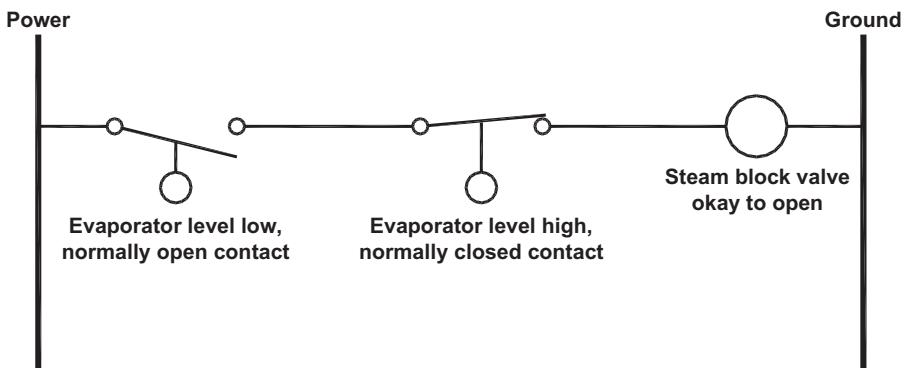 Power
Ground
Evaporator level low,
normally open contact
Evaporator level high,
normally closed contact
Steam block valve
okay to open